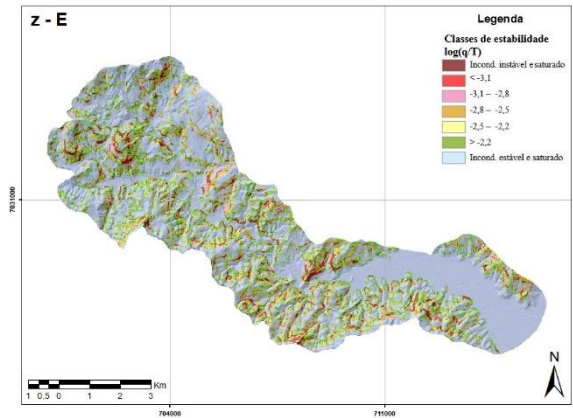 z - E
Legenda
Classes de estabilidade
log(q/T)
Incond. instável e saturado
< -3,1
-3,1 – -2,8
-2,8 – -2,5
-2,5 – -2,2
> -2,2
Incond. estável e saturado
7831000
N
Km
1 0,5 0 1 2 3
704000
711000